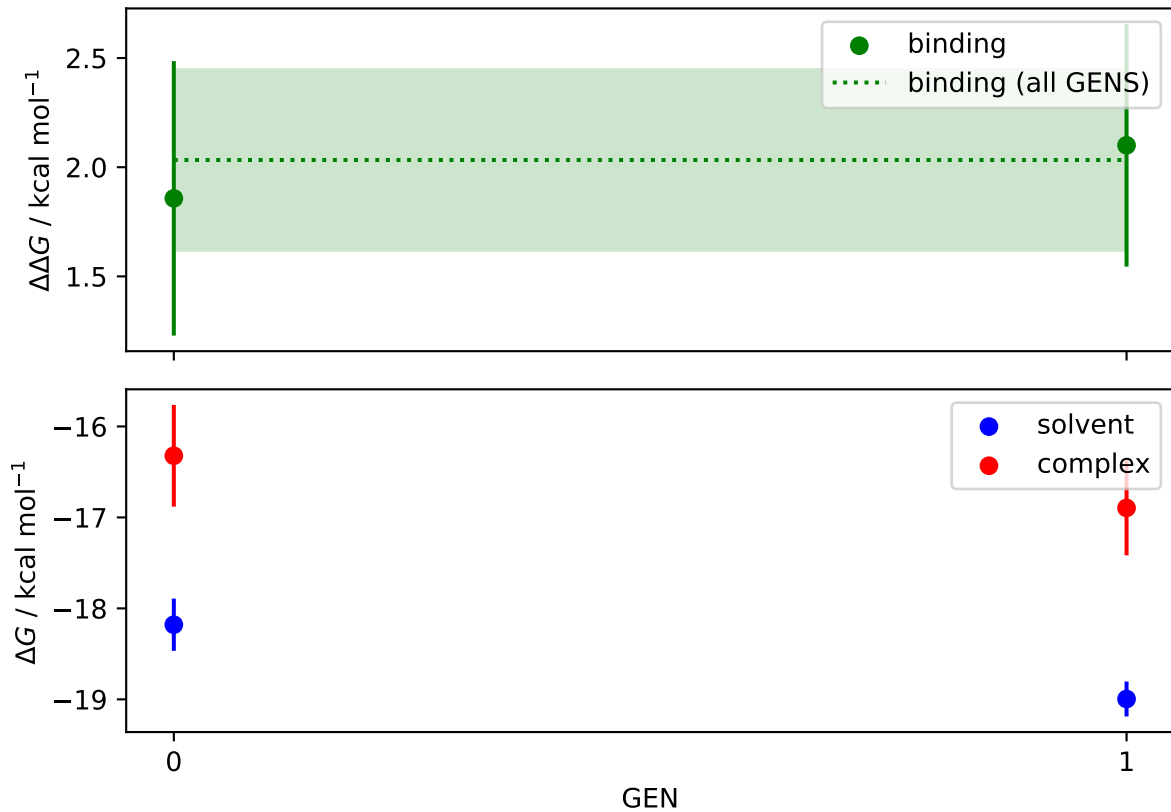 ΔΔG / kcal mol⁻¹
2.5
2.0
1.5
binding
binding (all GENS)
ΔG / kcal mol⁻¹
−16
−17
−18
−19
solvent
complex
0
1
GEN